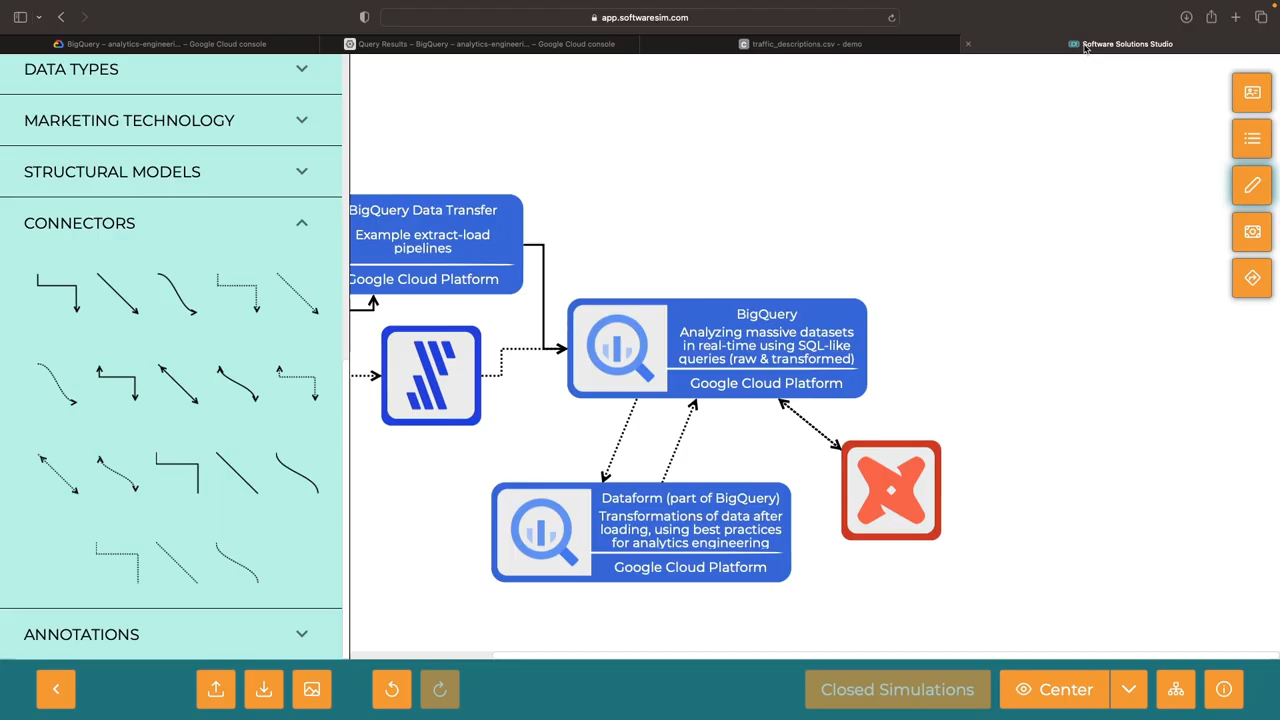 app.softwaresim.com
BigQuery – analytics-engineeri... – Google Cloud console
Query Results – BigQuery – analytics-engineeri... – Google Cloud console
traffic_descriptions.csv - demo
Software Solutions Studio
DATA TYPES
MARKETING TECHNOLOGY
STRUCTURAL MODELS
CONNECTORS
ANNOTATIONS
BigQuery Data Transfer
Example extract-load
pipelines
Google Cloud Platform
BigQuery
Analyzing massive datasets
in real-time using SQL-like
queries (raw & transformed)
Google Cloud Platform
Dataform (part of BigQuery)
Transformations of data after
loading, using best practices
for analytics engineering
Google Cloud Platform
Closed Simulations
Center